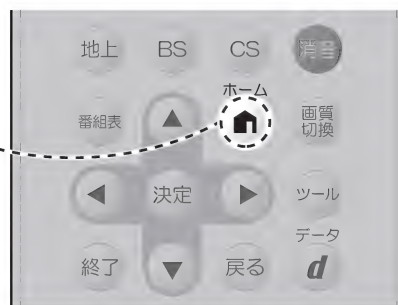 地上 BS CS 消音
ホーム
番組表 画質
切換
決定 ツール
データ
終了 戻る d